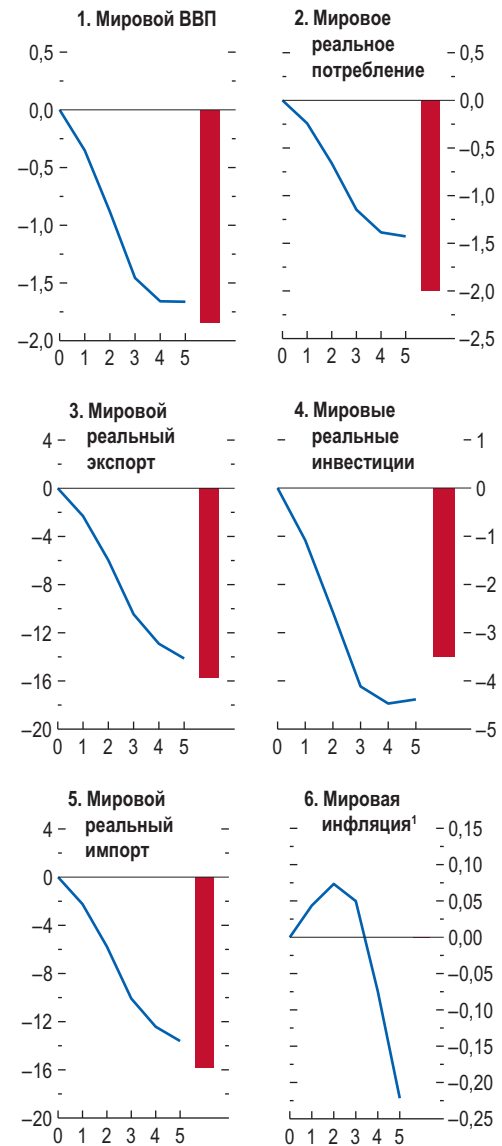 1. Мировой ВВП
0,5
0,0
–0,5
–1,0
–1,5
–2,0
0 1 2 3 4 5
2. Мировое
реальное
потребление
0,5
0,0
–0,5
–1,0
–1,5
–2,0
–2,5
0 1 2 3 4 5
3. Мировой
реальный
экспорт
4
0
–4
–8
–12
–16
–20
0 1 2 3 4 5
4. Мировые
реальные
инвестиции
1
0
–1
–2
–3
–4
–5
0 1 2 3 4 5
5. Мировой
реальный
импорт
4
0
–4
–8
–12
–16
–20
0 1 2 3 4 5
6. Мировая
инфляция¹
0,15
0,10
0,05
0,00
–0,05
–0,10
–0,15
–0,20
–0,25
0 1 2 3 4 5